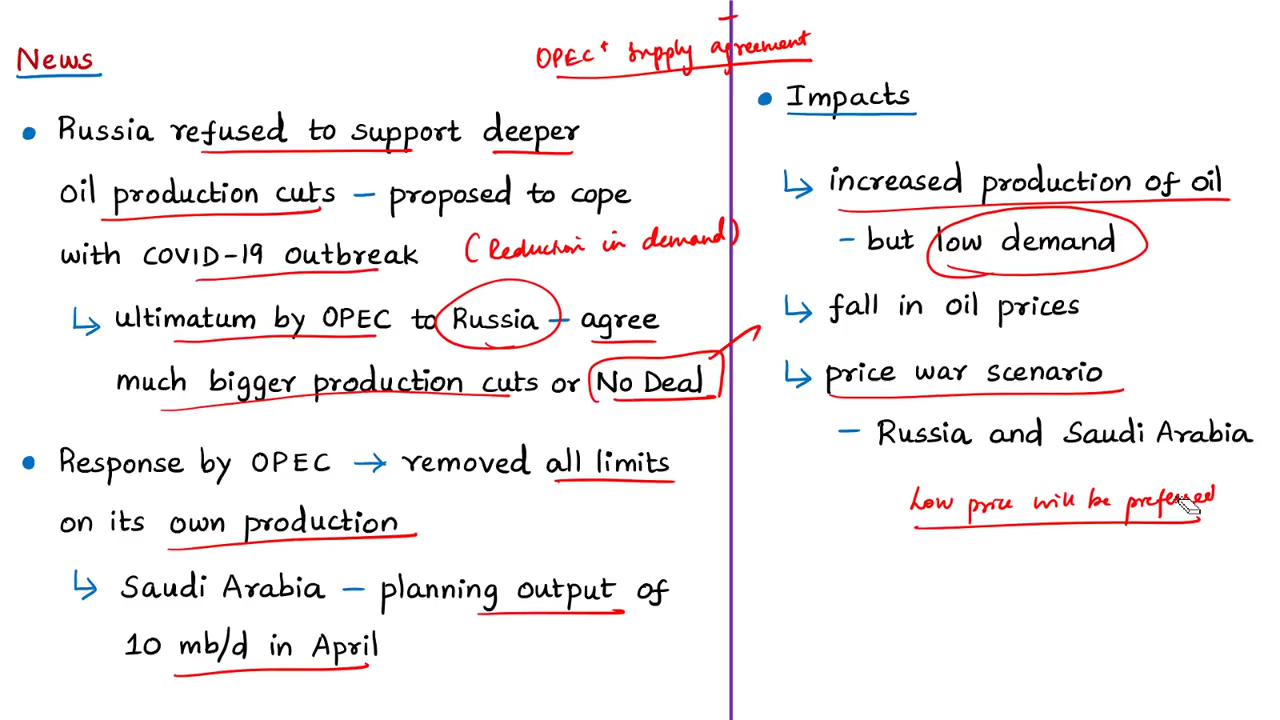 News
OPEC+ supply agreement
• Russia refused to support deeper
oil production cuts – proposed to cope
with COVID-19 outbreak (Reduction in demand)
↳ ultimatum by OPEC to Russia – agree
much bigger production cuts or No Deal
• Response by OPEC → removed all limits
on its own production
↳ Saudi Arabia – planning output of
10 mb/d in April
• Impacts
↳ increased production of oil
– but low demand
↳ fall in oil prices
↳ price war scenario
– Russia and Saudi Arabia
Low price will be preferred